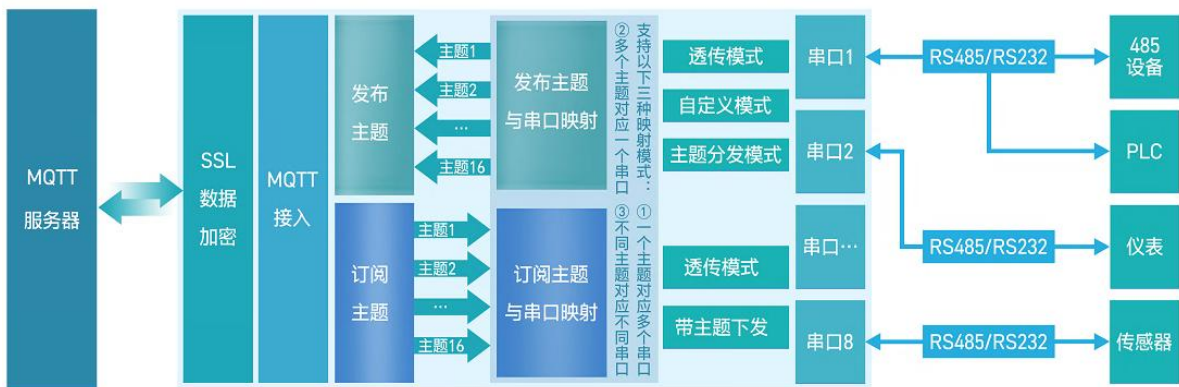 MQTT
服务器
SSL
数据
加密
MQTT
接入
发布
主题
主题1
主题2
...
主题16
发布主题
与串口映射
支持以下三种映射模式：
②多个主题对应一个串口
透传模式
自定义模式
主题分发模式
订阅
主题
主题1
主题2
...
主题16
订阅主题
与串口映射
①一个主题对应多个串口
③不同主题对应不同串口
透传模式
带主题下发
串口1
串口2
串口…
串口8
RS485/RS232
RS485/RS232
RS485/RS232
485
设备
PLC
仪表
传感器